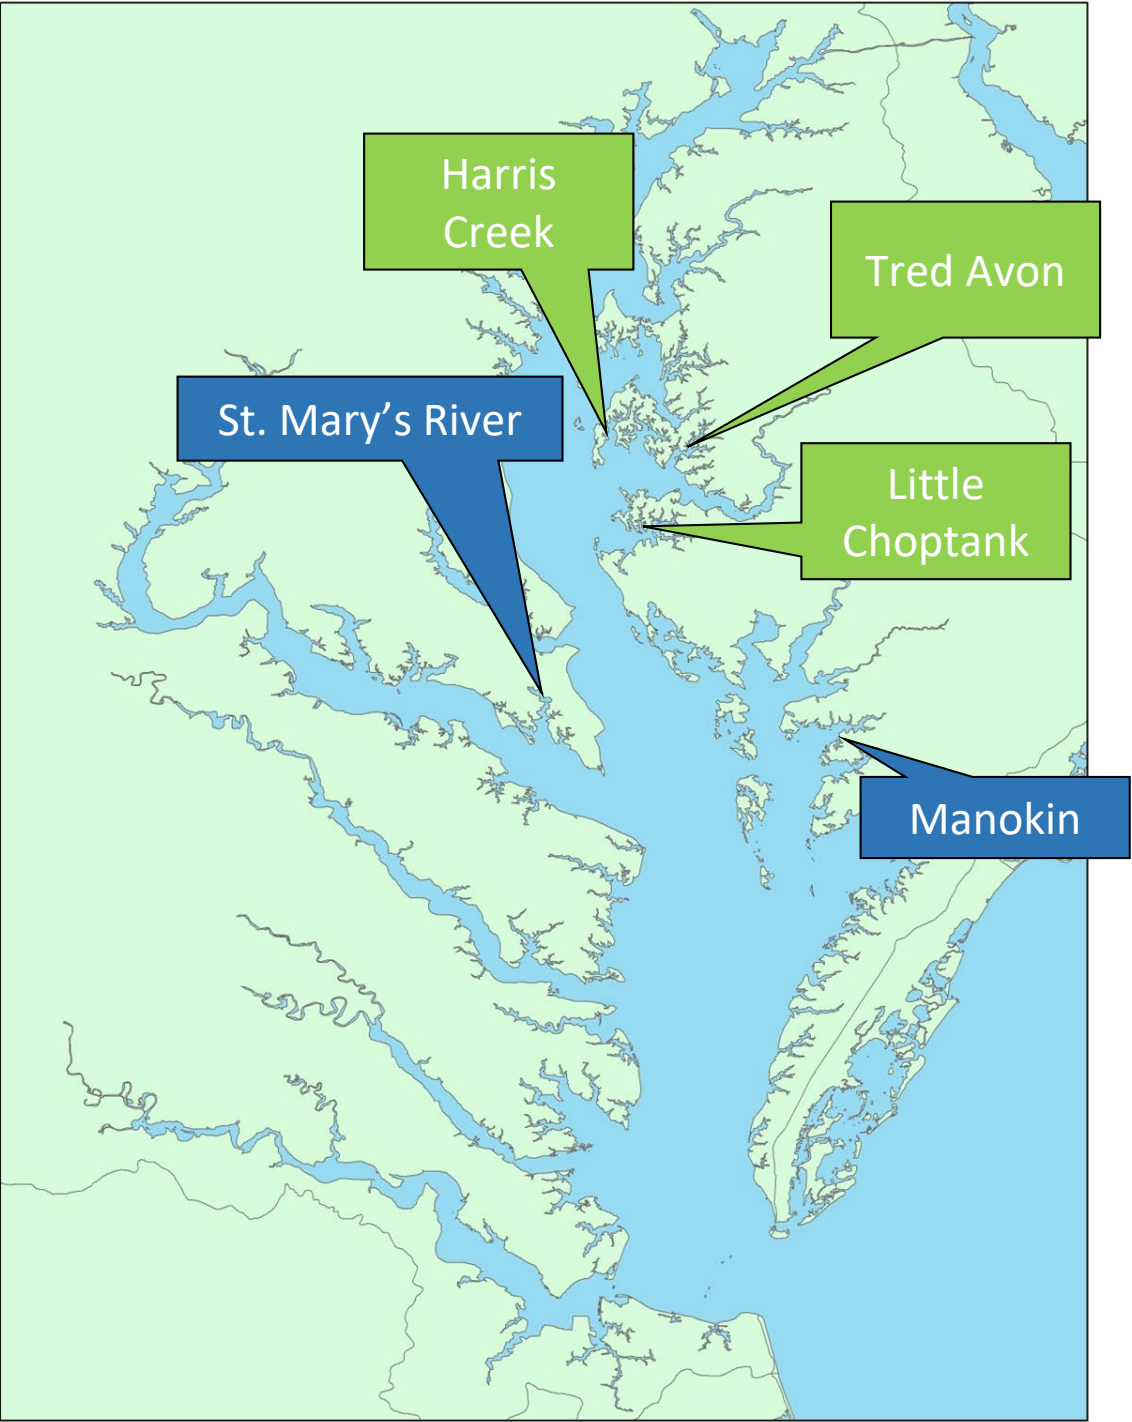 Harris
Creek
Tred Avon
St. Mary’s River
Little
Choptank
Manokin